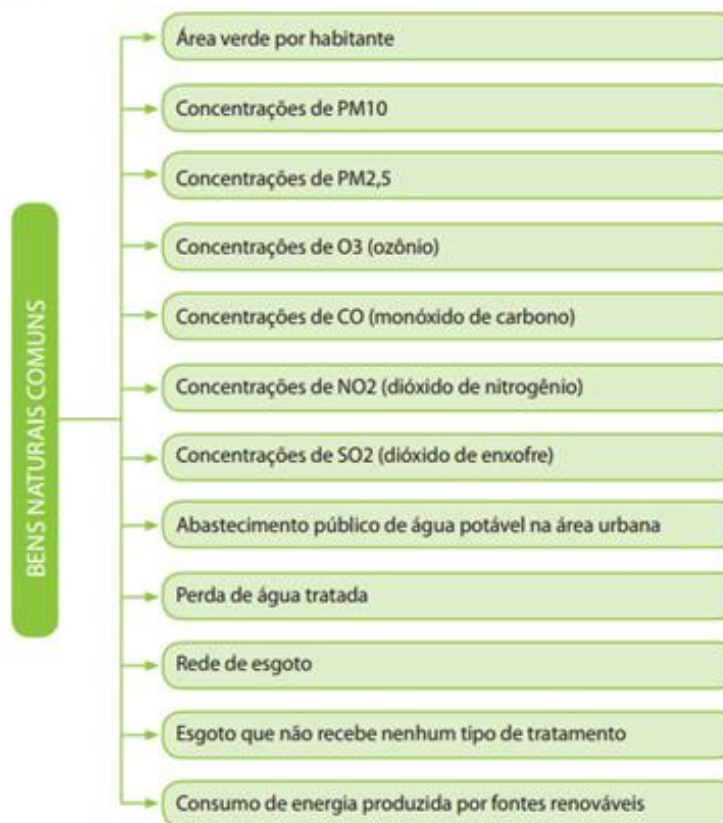 BENS NATURAIS COMUNS
Área verde por habitante
Concentrações de PM10
Concentrações de PM2,5
Concentrações de O3 (ozônio)
Concentrações de CO (monóxido de carbono)
Concentrações de NO2 (dióxido de nitrogênio)
Concentrações de SO2 (dióxido de enxofre)
Abastecimento público de água potável na área urbana
Perda de água tratada
Rede de esgoto
Esgoto que não recebe nenhum tipo de tratamento
Consumo de energia produzida por fontes renováveis